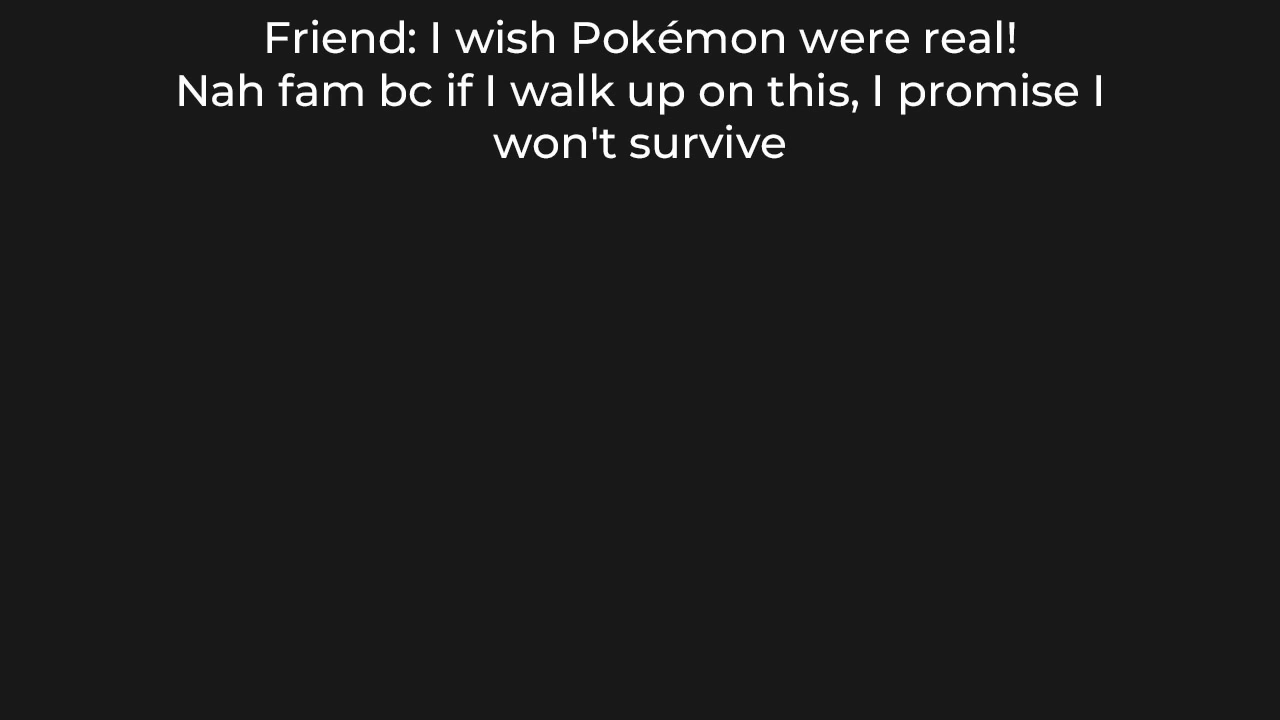 Friend: I wish Pokémon were real!
Nah fam bc if I walk up on this, I promise I
won't survive